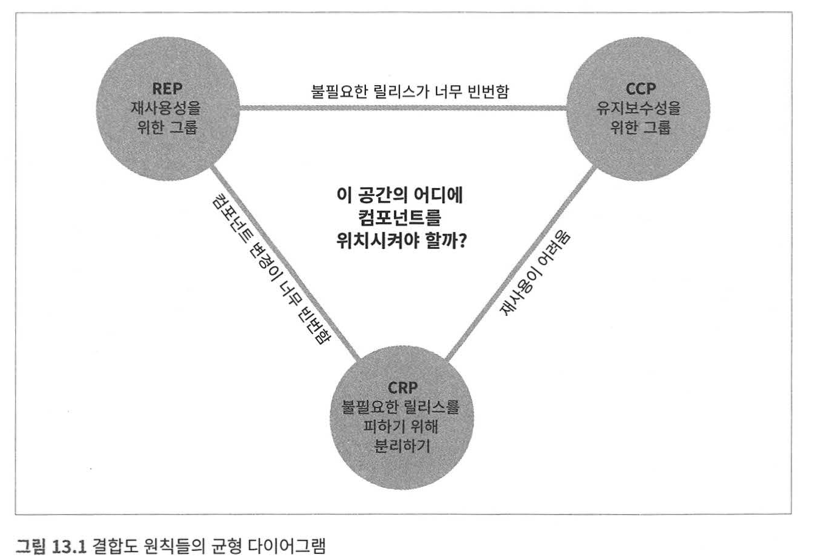 REP
재사용성을
위한 그룹
불필요한 릴리스가 너무 빈번함
CCP
유지보수성을
위한 그룹
이 공간의 어디에
컴포넌트를
위치시켜야 할까?
컴포넌트 변경이 너무 빈번함
재사용이 어려움
CRP
불필요한 릴리스를
피하기 위해
분리하기
그림 13.1 결합도 원칙들의 균형 다이어그램